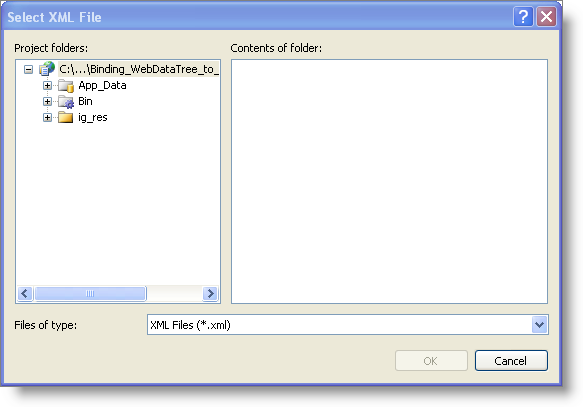 Select XML File
Project folders:
Contents of folder:
C:\...\Binding_WebDataTree_to_
App_Data
Bin
ig_res
Files of type:
XML Files (*.xml)
OK
Cancel